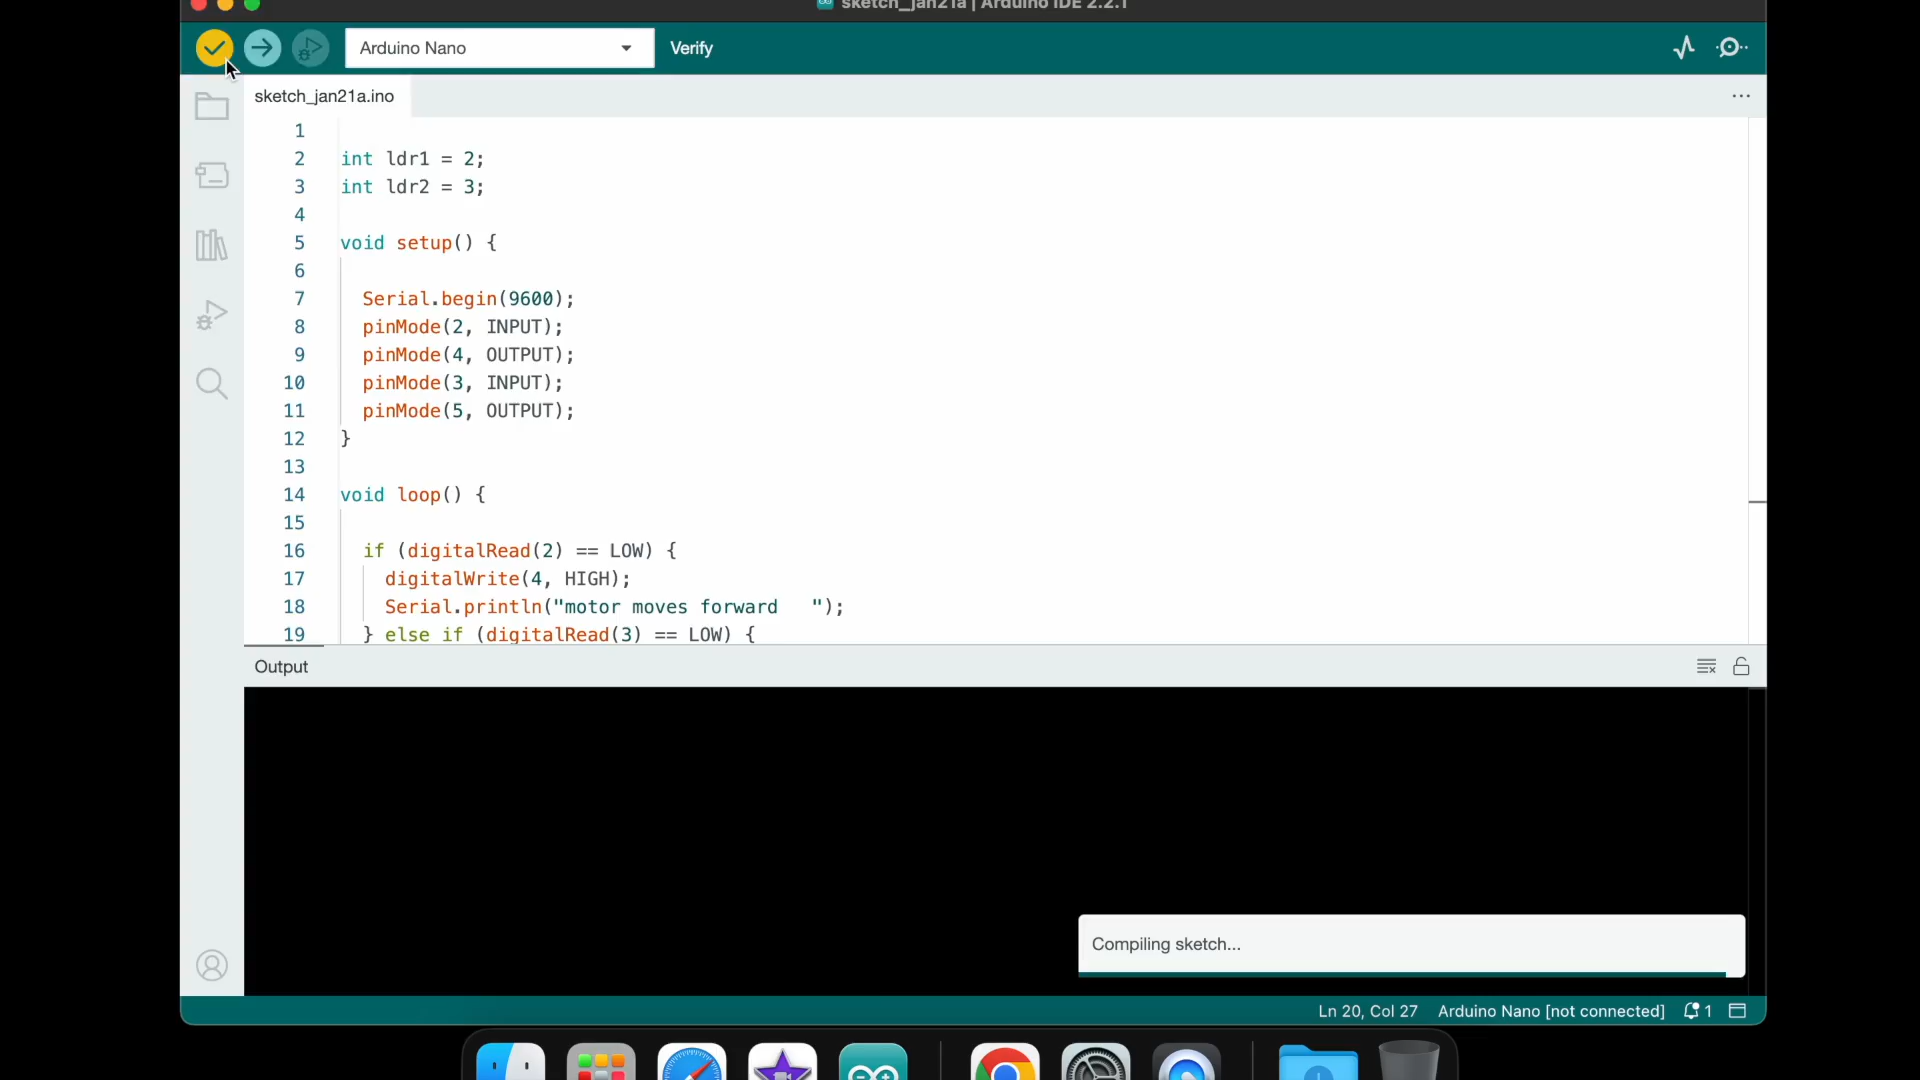 sketch_jan21a | Arduino IDE 2.2.1
Arduino Nano
Verify
sketch_jan21a.ino
1
2 int ldr1 = 2;
3 int ldr2 = 3;
4
5 void setup() {
6
7 Serial.begin(9600);
8 pinMode(2, INPUT);
9 pinMode(4, OUTPUT);
10 pinMode(3, INPUT);
11 pinMode(5, OUTPUT);
12 }
13
14 void loop() {
15
16 if (digitalRead(2) == LOW) {
17 digitalWrite(4, HIGH);
18 Serial.println("motor moves forward   ");
19 } else if (digitalRead(3) == LOW) {
Output
Compiling sketch...
Ln 20, Col 27 Arduino Nano [not connected] 1